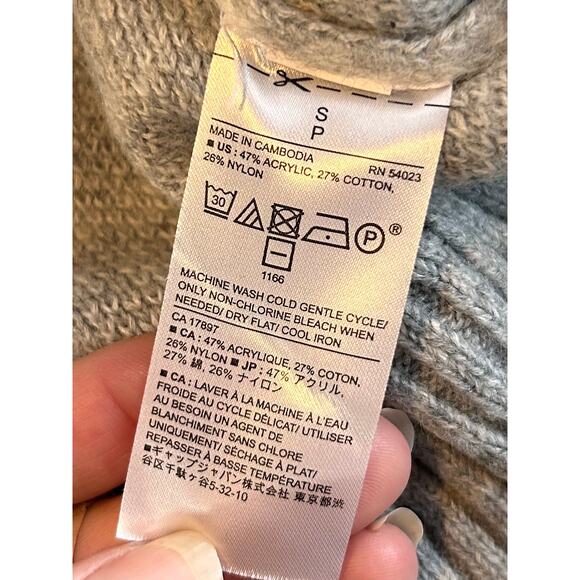 S
P
MADE IN CAMBODIA RN 54023
■ US : 47% ACRYLIC, 27% COTTON,
26% NYLON
30 P ®
1166
MACHINE WASH COLD GENTLE CYCLE/
ONLY NON-CHLORINE BLEACH WHEN
NEEDED/ DRY FLAT/ COOL IRON
CA 17897
■ CA : 47% ACRYLIQUE, 27% COTON,
26% NYLON ■ JP : 47% アクリル,
27% 綿, 26% ナイロン
■ CA : LAVER À LA MACHINE À L'EAU
FROIDE AU CYCLE DÉLICAT/ UTILISER
AU BESOIN UN AGENT DE
BLANCHIMENT SANS CHLORE
UNIQUEMENT/ SÉCHAGE À PLAT/
REPASSER À BASSE TEMPÉRATURE
■ギャップジャパン株式会社 東京都渋
谷区千駄ヶ谷5-32-10